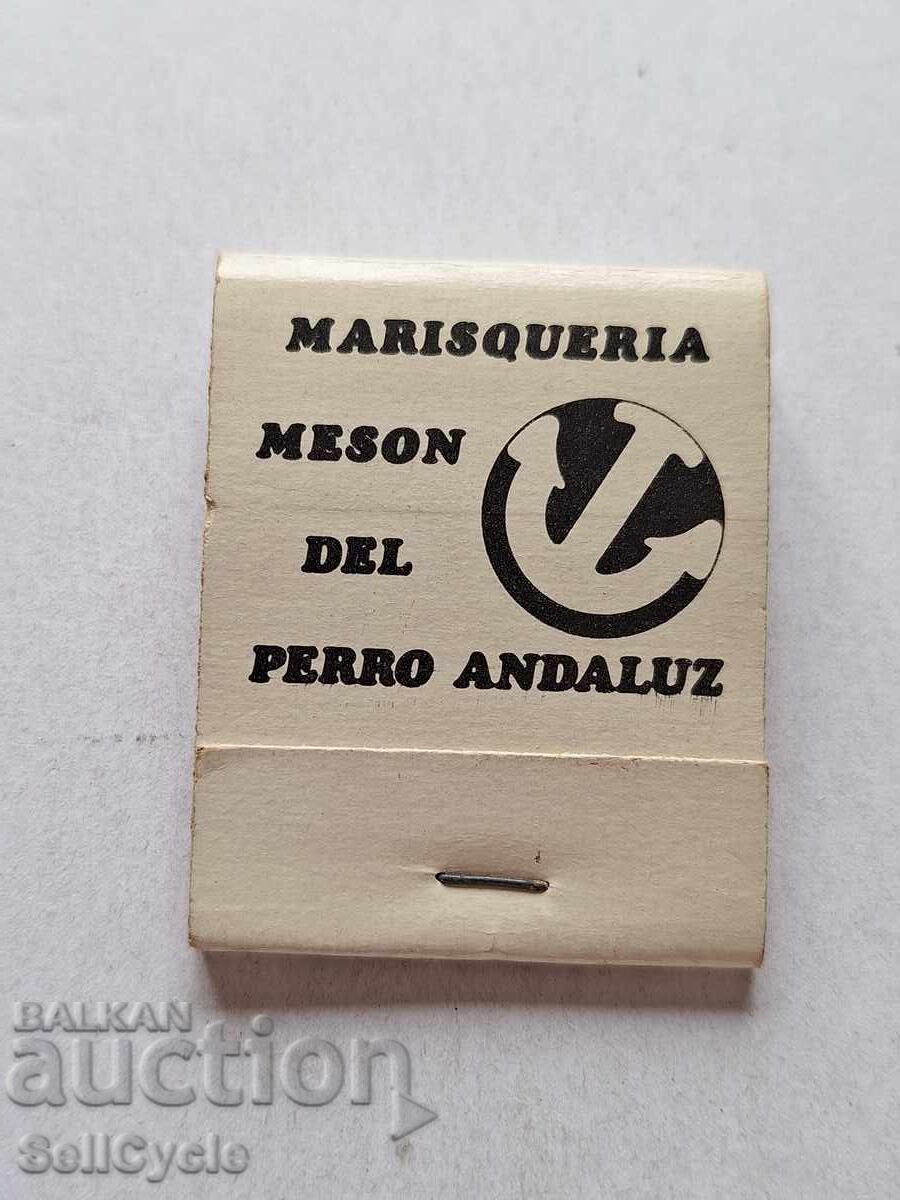 MARISQUERIA
MESON
DEL
PERRO ANDALUZ
BALKAN
auction
SellCycle